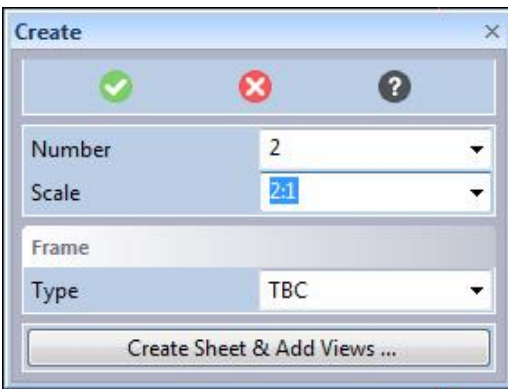 Create
?
Number 2
Scale 2:1
Frame
Type TBC
Create Sheet & Add Views ...